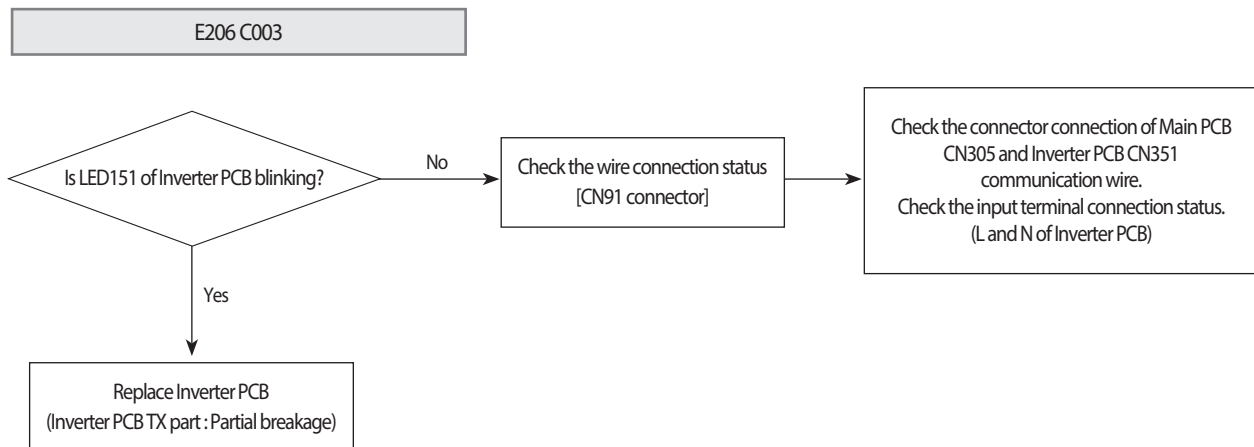 E206 C003
Is LED151 of Inverter PCB blinking?
No
Check the wire connection status
[CN91 connector]
Check the connector connection of Main PCB
CN305 and Inverter PCB CN351
communication wire.
Check the input terminal connection status.
(L and N of Inverter PCB)
Yes
Replace Inverter PCB
(Inverter PCB TX part : Partial breakage)